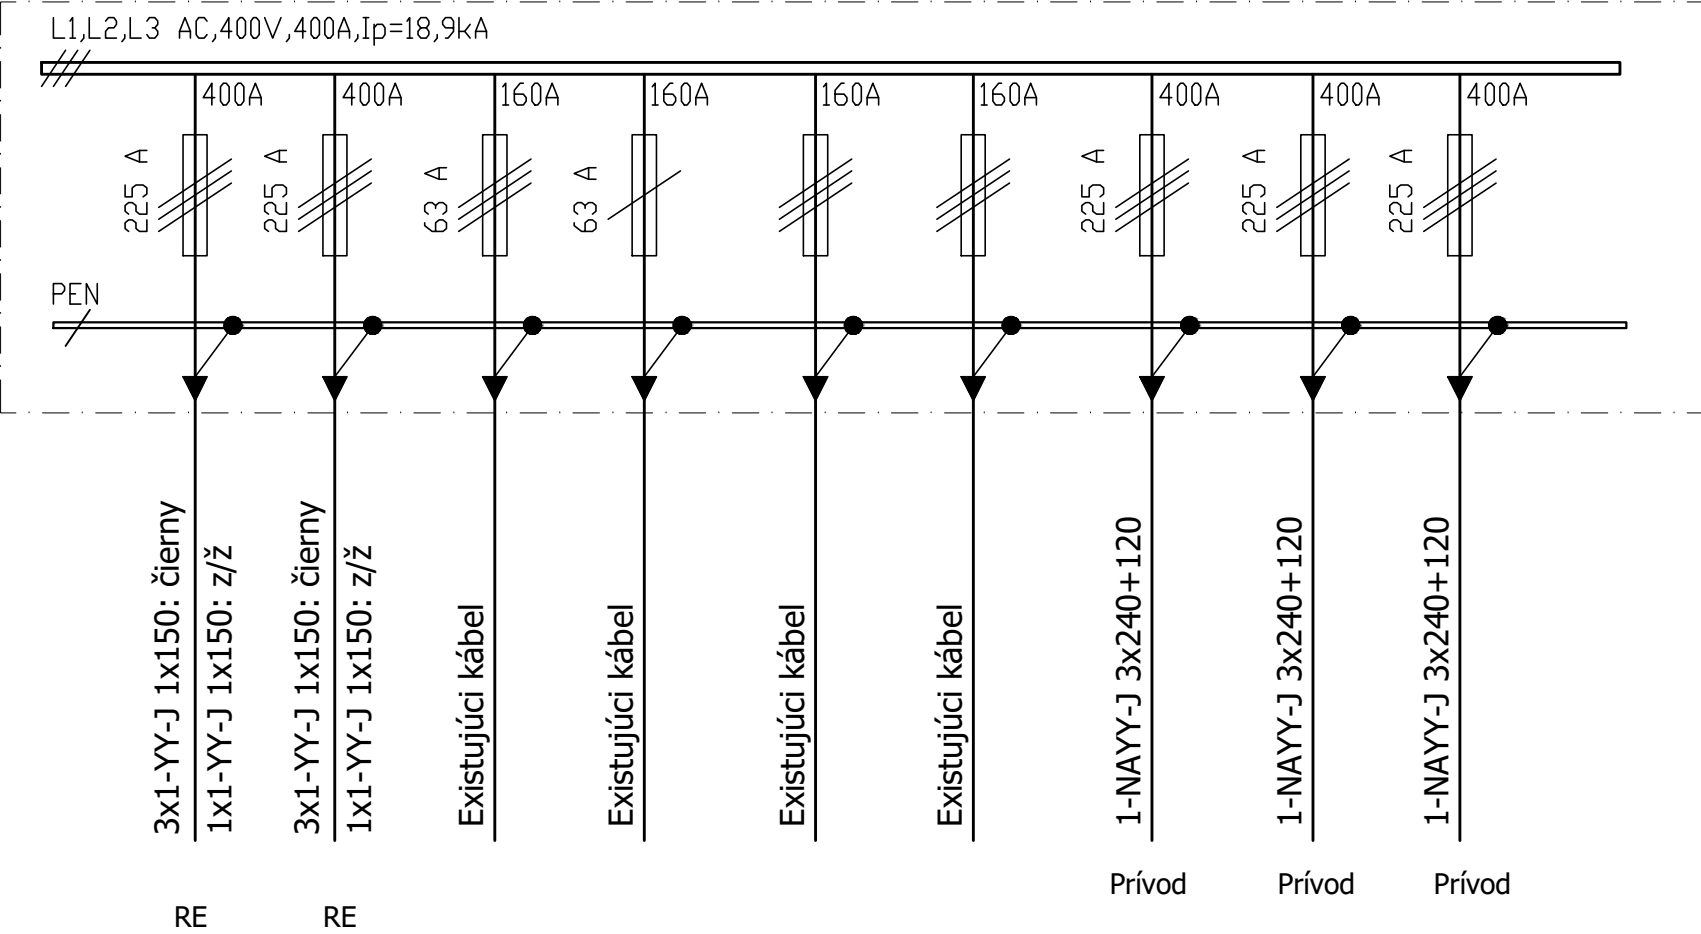 L1,L2,L3 AC,400V,400A,Ip=18,9kA
400A
400A
160A
160A
160A
160A
400A
400A
400A
225 A
225 A
63 A
63 A
225 A
225 A
225 A
PEN
3x1-YY-J 1x150: čierny
1x1-YY-J 1x150: z/ž
3x1-YY-J 1x150: čierny
1x1-YY-J 1x150: z/ž
Existujúci kábel
Existujúci kábel
Existujúci kábel
Existujúci kábel
1-NAYY-J 3x240+120
1-NAYY-J 3x240+120
1-NAYY-J 3x240+120
Prívod
Prívod
Prívod
RE
RE